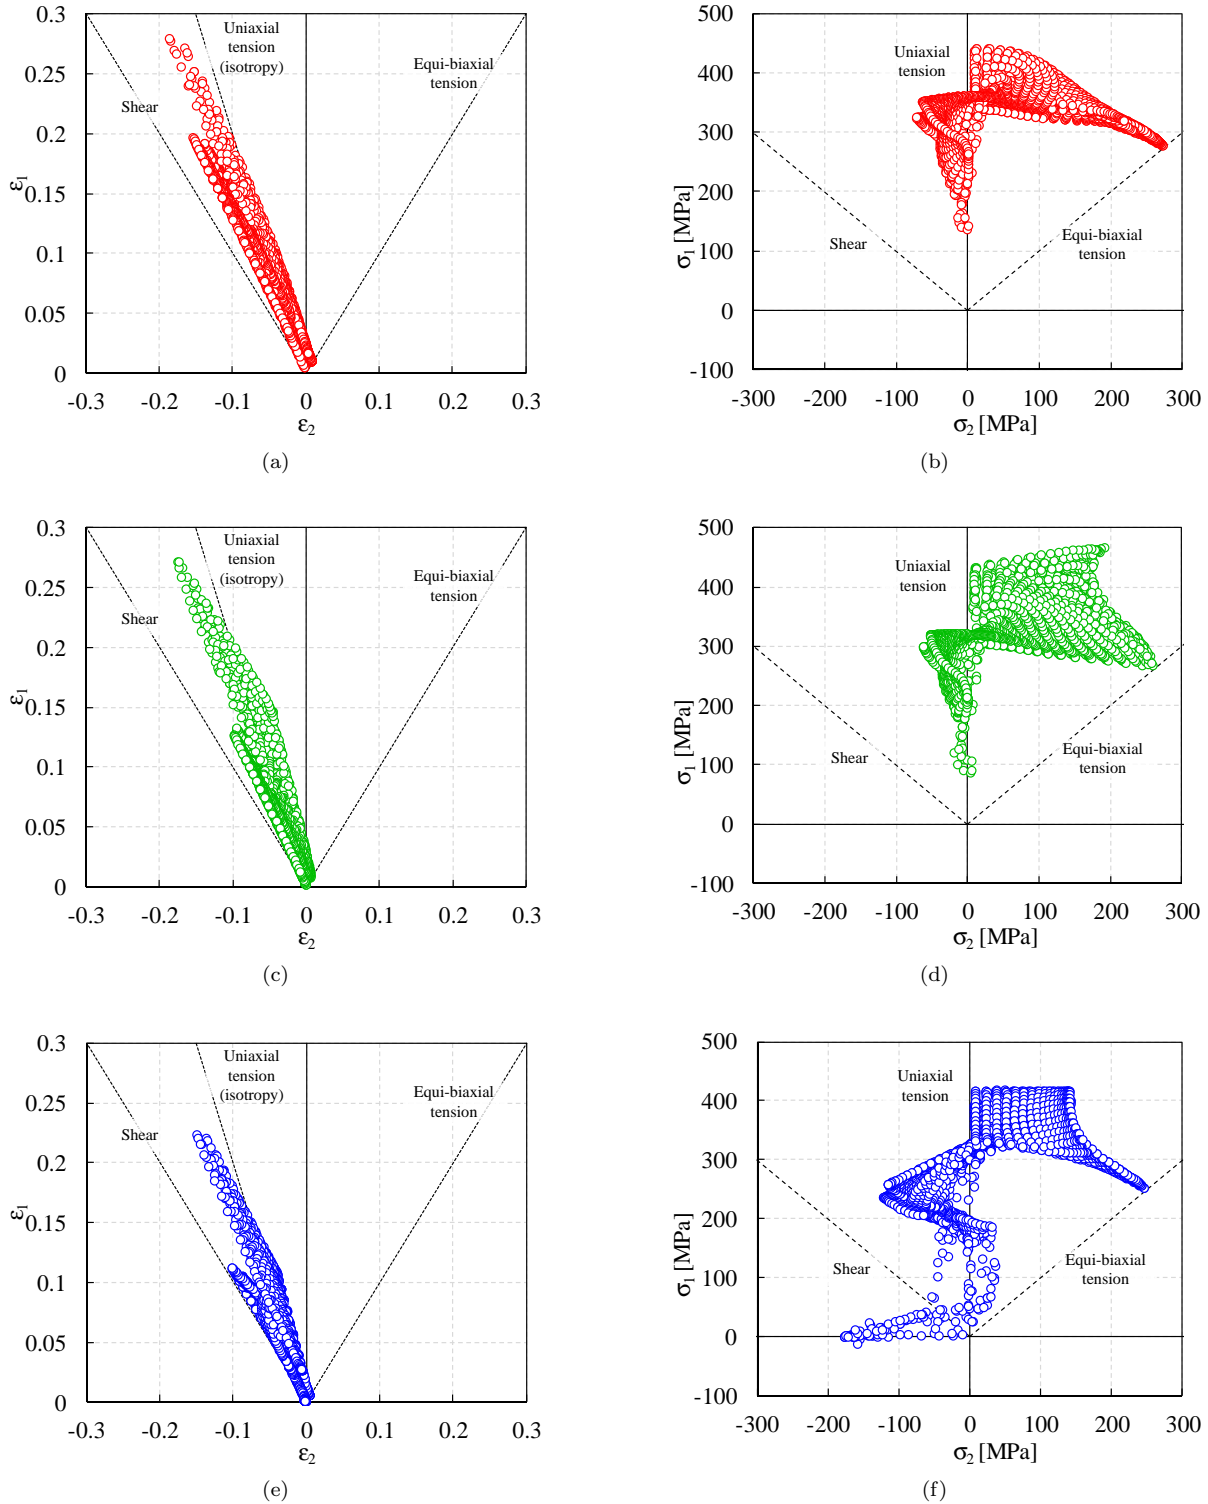 0.3
0.25
0.2
0.15
0.1
0.05
0
ε1
Uniaxial
tension
(isotropy)
Equi-biaxial
tension
Shear
-0.3 -0.2 -0.1 0 0.1 0.2 0.3
ε2
(a)
500
400
300
200
100
0
-100
σ1 [MPa]
Uniaxial
tension
Shear
Equi-biaxial
tension
-300 -200 -100 0 100 200 300
σ2 [MPa]
(b)
0.3
0.25
0.2
0.15
0.1
0.05
0
ε1
Uniaxial
tension
(isotropy)
Equi-biaxial
tension
Shear
-0.3 -0.2 -0.1 0 0.1 0.2 0.3
ε2
(c)
500
400
300
200
100
0
-100
σ1 [MPa]
Uniaxial
tension
Shear
Equi-biaxial
tension
-300 -200 -100 0 100 200 300
σ2 [MPa]
(d)
0.3
0.25
0.2
0.15
0.1
0.05
0
ε1
Uniaxial
tension
(isotropy)
Equi-biaxial
tension
Shear
-0.3 -0.2 -0.1 0 0.1 0.2 0.3
ε2
(e)
500
400
300
200
100
0
-100
σ1 [MPa]
Uniaxial
tension
Shear
Equi-biaxial
tension
-300 -200 -100 0 100 200 300
σ2 [MPa]
(f)